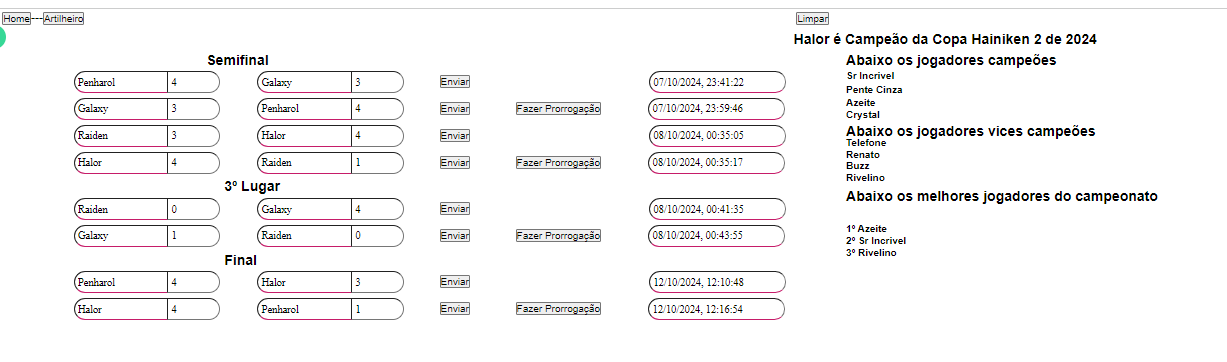 Home---Artilheiro Limpar
Halor é Campeão da Copa Hainiken 2 de 2024
Semifinal
Penharol 4 Galaxy 3 Enviar 07/10/2024, 23:41:22
Galaxy 3 Penharol 4 Enviar Fazer Prorrogação 07/10/2024, 23:59:46
Raiden 3 Halor 4 Enviar 08/10/2024, 00:35:05
Halor 4 Raiden 1 Enviar Fazer Prorrogação 08/10/2024, 00:35:17
3º Lugar
Raiden 0 Galaxy 4 Enviar 08/10/2024, 00:41:35
Galaxy 1 Raiden 0 Enviar Fazer Prorrogação 08/10/2024, 00:43:55
Final
Penharol 4 Halor 3 Enviar 12/10/2024, 12:10:48
Halor 4 Penharol 1 Enviar Fazer Prorrogação 12/10/2024, 12:16:54
Abaixo os jogadores campeões
Sr Incrivel
Pente Cinza
Azeite
Crystal
Abaixo os jogadores vices campeões
Telefone
Renato
Buzz
Rivelino
Abaixo os melhores jogadores do campeonato
1º Azeite
2º Sr Incrivel
3º Rivelino